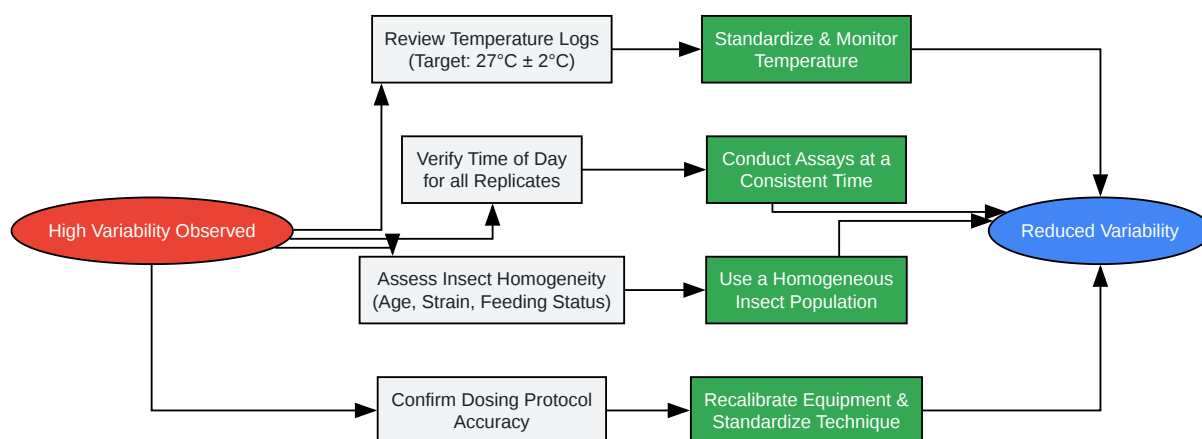 Review Temperature Logs
(Target: 27°C ± 2°C)
Standardize & Monitor
Temperature
Verify Time of Day
for all Replicates
Conduct Assays at a
Consistent Time
High Variability Observed
Reduced Variability
Assess Insect Homogeneity
(Age, Strain, Feeding Status)
Use a Homogeneous
Insect Population
Confirm Dosing Protocol
Accuracy
Recalibrate Equipment &
Standardize Technique